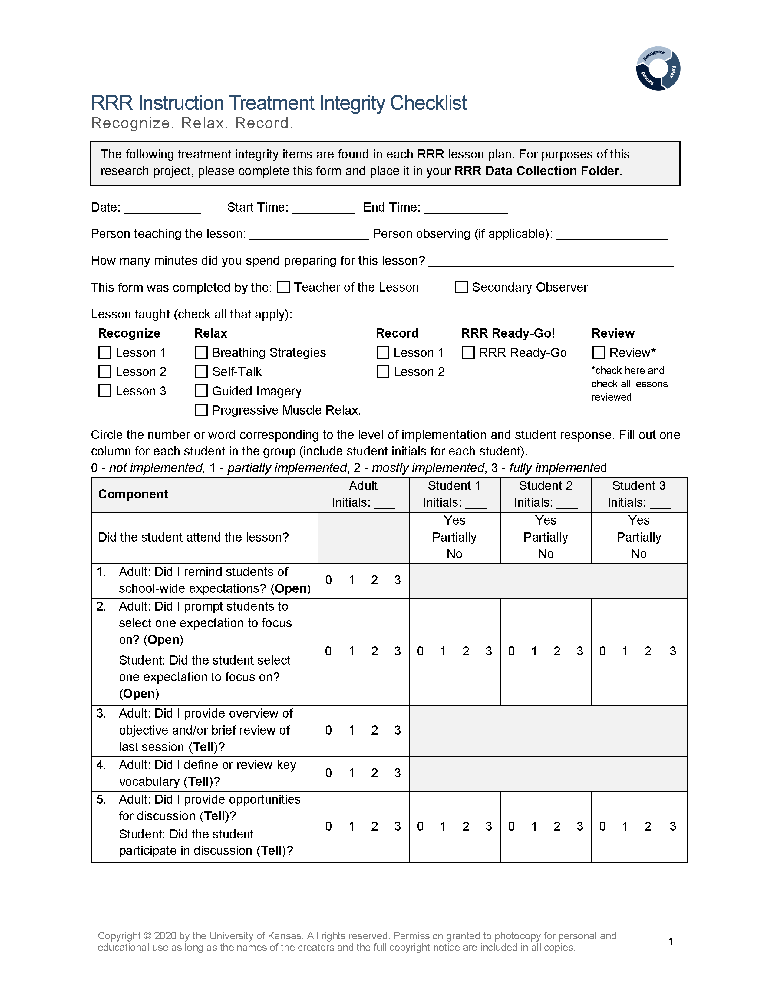 Recognize
Relax
Record
RRR Instruction Treatment Integrity Checklist
Recognize. Relax. Record.
The following treatment integrity items are found in each RRR lesson plan. For purposes of this
research project, please complete this form and place it in your RRR Data Collection Folder.
Date: ___________ Start Time: _________ End Time: ____________
Person teaching the lesson: _________________ Person observing (if applicable): ________________
How many minutes did you spend preparing for this lesson? ___________________________________
This form was completed by the: ☐ Teacher of the Lesson ☐ Secondary Observer
Lesson taught (check all that apply):
Recognize Relax Record RRR Ready-Go! Review
☐ Lesson 1 ☐ Breathing Strategies ☐ Lesson 1 ☐ RRR Ready-Go ☐ Review*
☐ Lesson 2 ☐ Self-Talk ☐ Lesson 2 *check here and
check all lessons
☐ Lesson 3 ☐ Guided Imagery reviewed
☐ Progressive Muscle Relax.
Circle the number or word corresponding to the level of implementation and student response. Fill out one
column for each student in the group (include student initials for each student).
0 - not implemented, 1 - partially implemented, 2 - mostly implemented, 3 - fully implemented
Component
Adult
Initials: ___
Student 1
Initials: ___
Student 2
Initials: ___
Student 3
Initials: ___
Did the student attend the lesson?
Yes
Partially
No
Yes
Partially
No
Yes
Partially
No
1. Adult: Did I remind students of
school-wide expectations? (Open)
0 1 2 3
2. Adult: Did I prompt students to
select one expectation to focus
on? (Open)
Student: Did the student select
one expectation to focus on?
(Open)
0 1 2 3 0 1 2 3 0 1 2 3 0 1 2 3
3. Adult: Did I provide overview of
objective and/or brief review of
last session (Tell)?
0 1 2 3
4. Adult: Did I define or review key
vocabulary (Tell)?
0 1 2 3
5. Adult: Did I provide opportunities
for discussion (Tell)?
Student: Did the student
participate in discussion (Tell)?
0 1 2 3 0 1 2 3 0 1 2 3 0 1 2 3
Copyright © 2020 by the University of Kansas. All rights reserved. Permission granted to photocopy for personal and
educational use as long as the names of the creators and the full copyright notice are included in all copies.
1